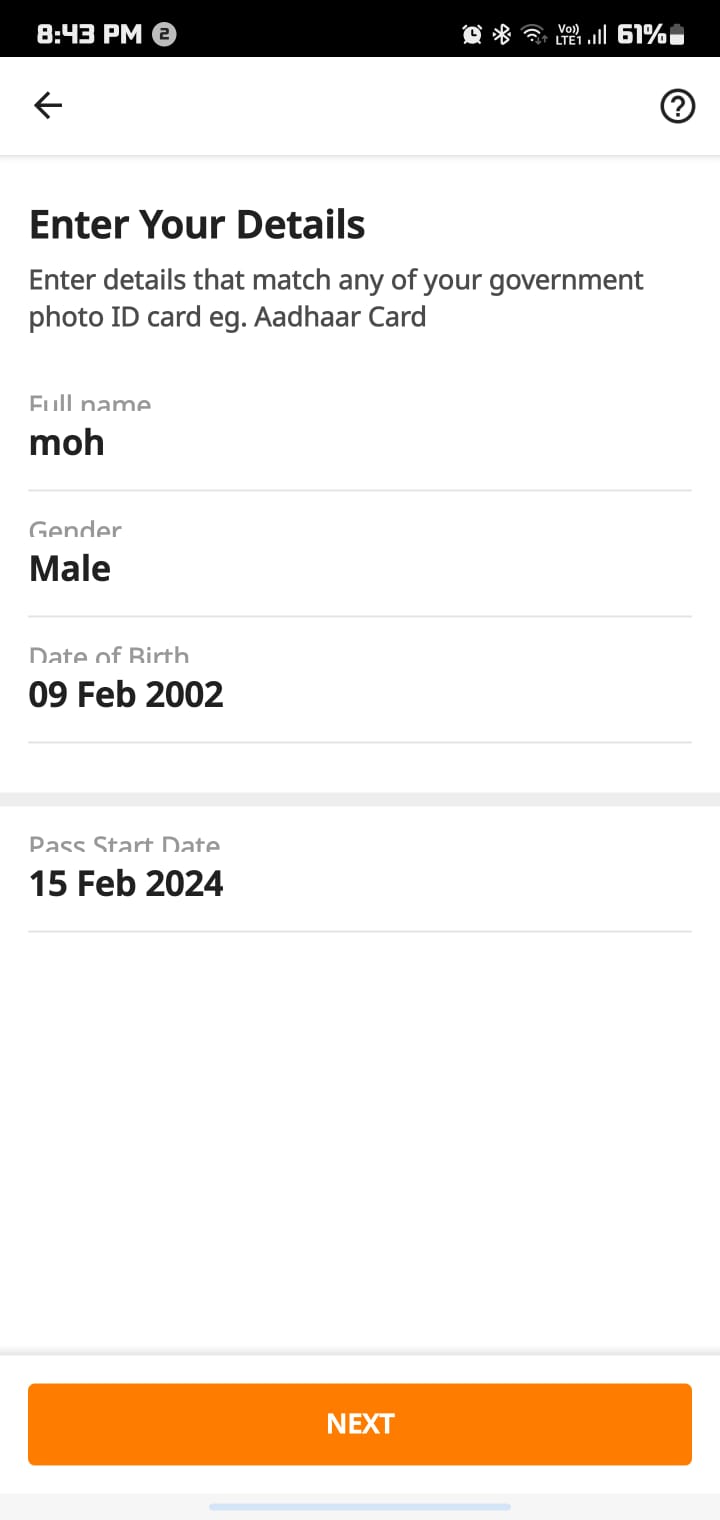 8:43 PM 2 Vo)) LTE1 61%
Enter Your Details
Enter details that match any of your government
photo ID card eg. Aadhaar Card
Full name
moh
Gender
Male
Date of Birth
09 Feb 2002
Pass Start Date
15 Feb 2024
NEXT